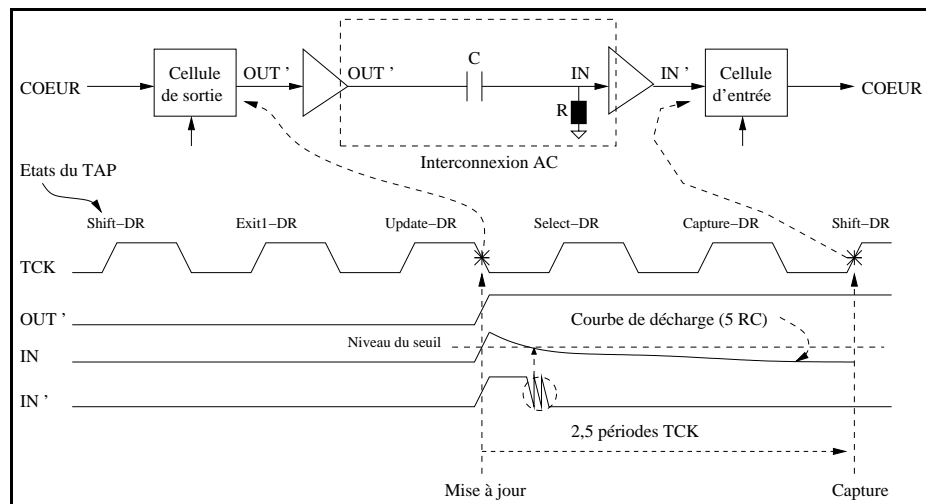 COEUR
Cellule
de sortie
OUT '
OUT '
C
IN
R
IN '
Cellule
d'entrée
COEUR
Interconnexion AC
Etats du TAP
Shift–DR
Exit1–DR
Update–DR
Select–DR
Capture–DR
Shift–DR
TCK
OUT '
Courbe de décharge (5 RC)
Niveau du seuil
IN
IN '
2,5 périodes TCK
Mise à jour
Capture